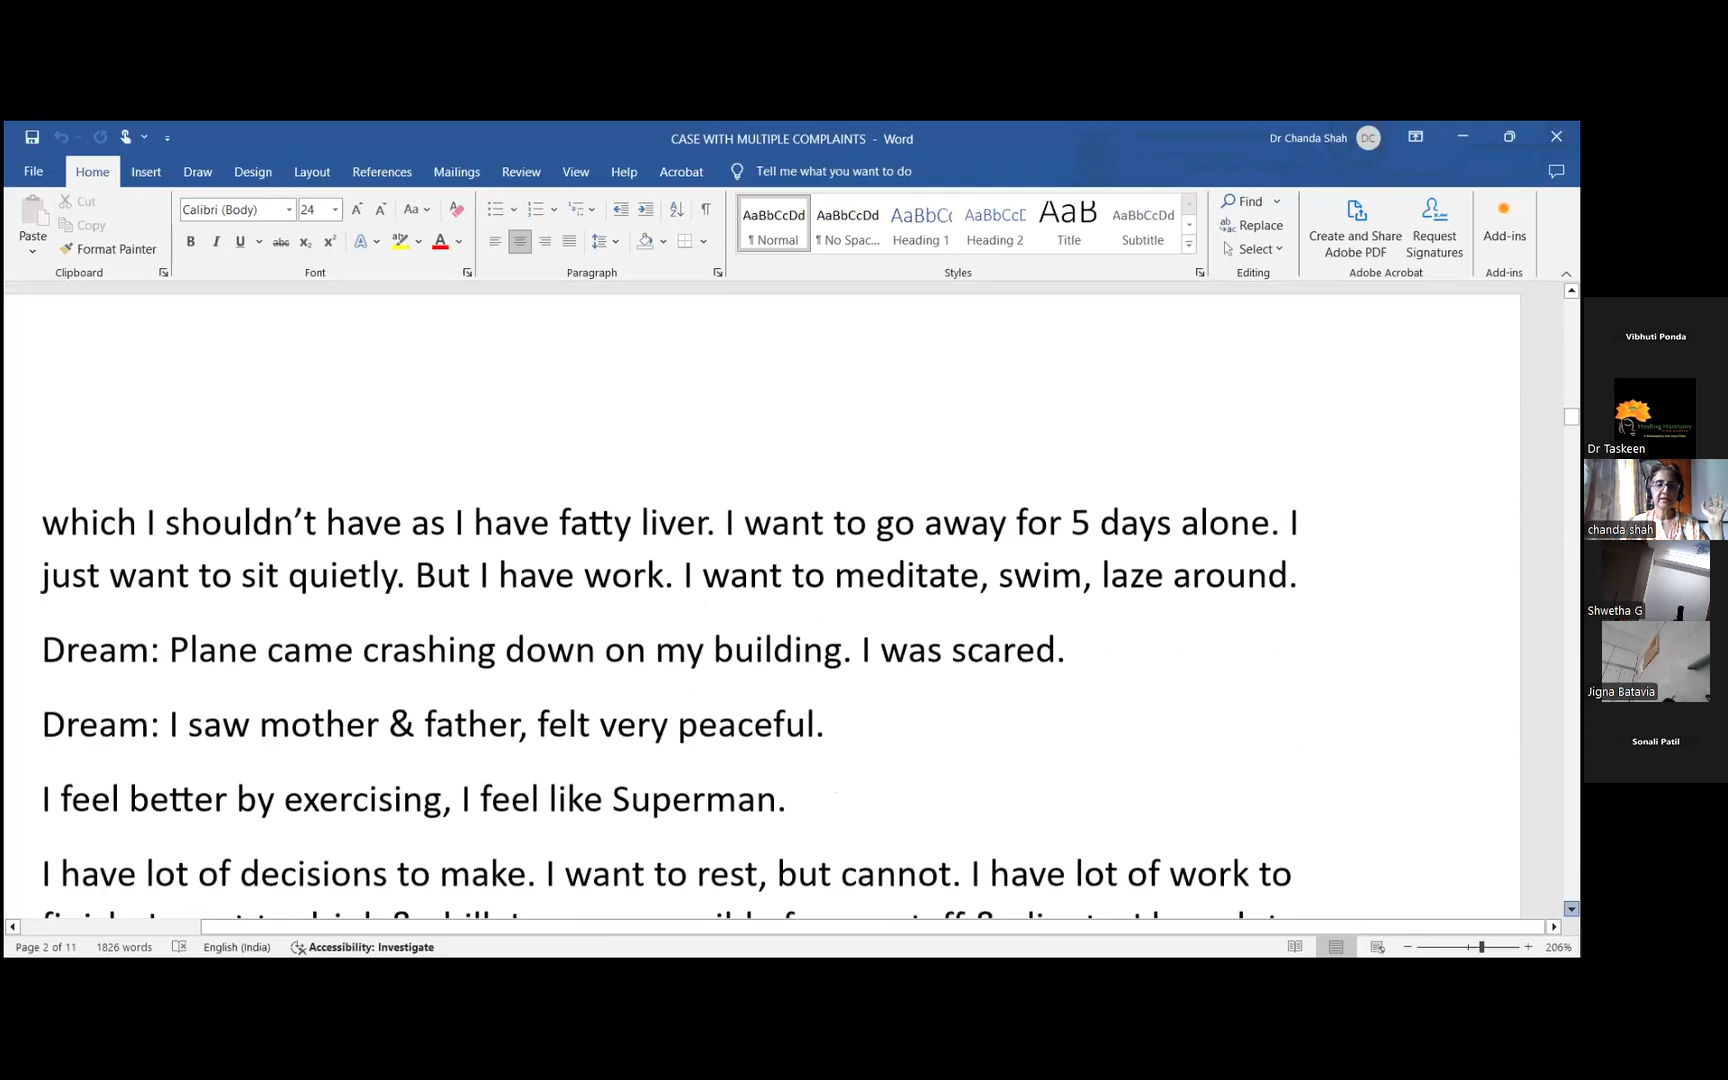 CASE WITH MULTIPLE COMPLAINTS - Word
Dr Chanda Shah DC
File Home Insert Draw Design Layout References Mailings Review View Help Acrobat Tell me what you want to do
Paste
Cut
Copy
Format Painter
Clipboard
Calibri (Body) 24
Font
Paragraph
AaBbCcDd AaBbCcDd AaBbCc AaBbCcD AaB AaBbCcDd
¶ Normal ¶ No Spac... Heading 1 Heading 2 Title Subtitle
Styles
Find
Replace
Select
Editing
Create and Share
Adobe PDF
Request
Signatures
Adobe Acrobat
Add-ins
Add-ins
which I shouldn’t have as I have fatty liver. I want to go away for 5 days alone. I
just want to sit quietly. But I have work. I want to meditate, swim, laze around.
Dream: Plane came crashing down on my building. I was scared.
Dream: I saw mother & father, felt very peaceful.
I feel better by exercising, I feel like Superman.
I have lot of decisions to make. I want to rest, but cannot. I have lot of work to
Page 2 of 11 1826 words English (India) Accessibility: Investigate 206%
Vibhuti Ponda
Healing Harmony
Dr Taskeen
chanda shah
Shwetha G
Jigna Batavia
Sonali Patil